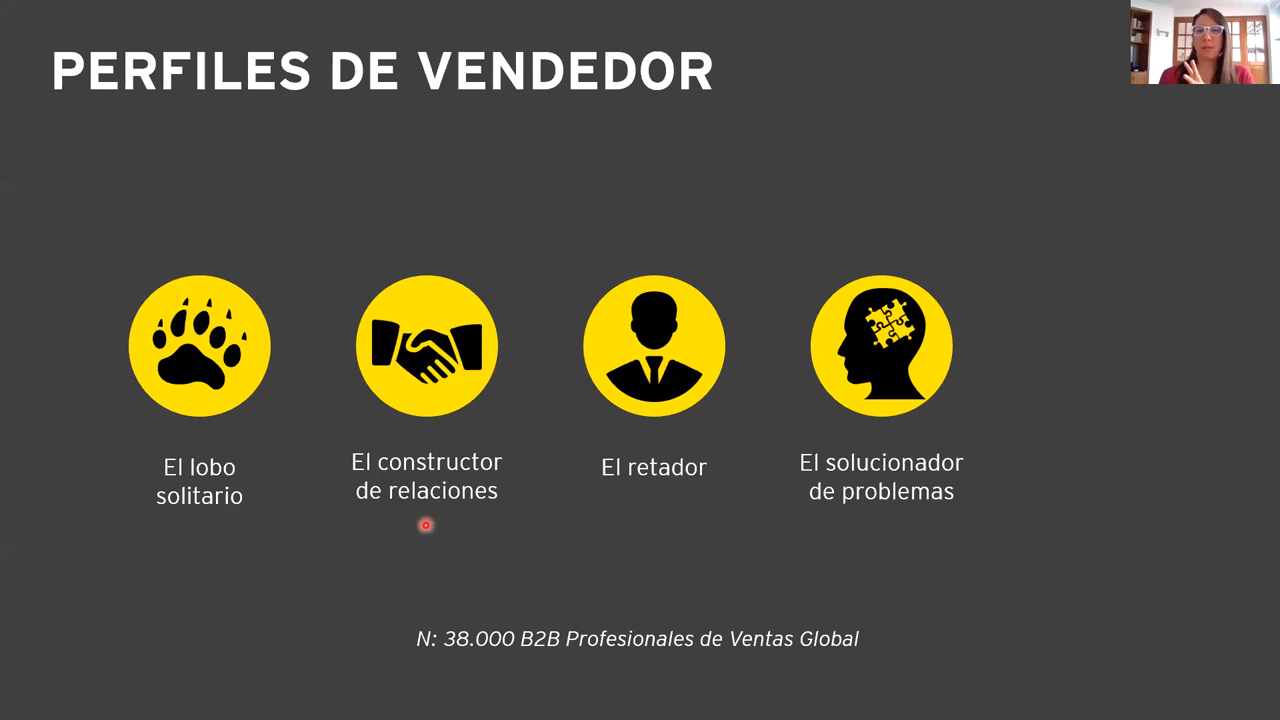 PERFILES DE VENDEDOR
El lobo
solitario
El constructor
de relaciones
El retador
El solucionador
de problemas
N: 38.000 B2B Profesionales de Ventas Global